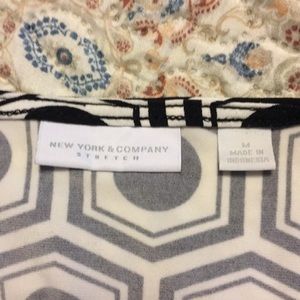 NEW YORK & COMPANY
STRETCH
M
MADE IN
INDONESIA